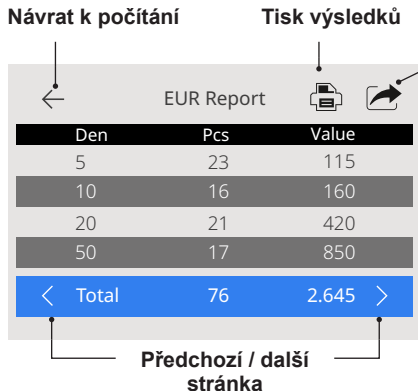 Návrat k počítání Tisk výsledků
EUR Report
Den Pcs Value
5 23 115
10 16 160
20 21 420
50 17 850
Total 76 2.645
Předchozí / další
stránka